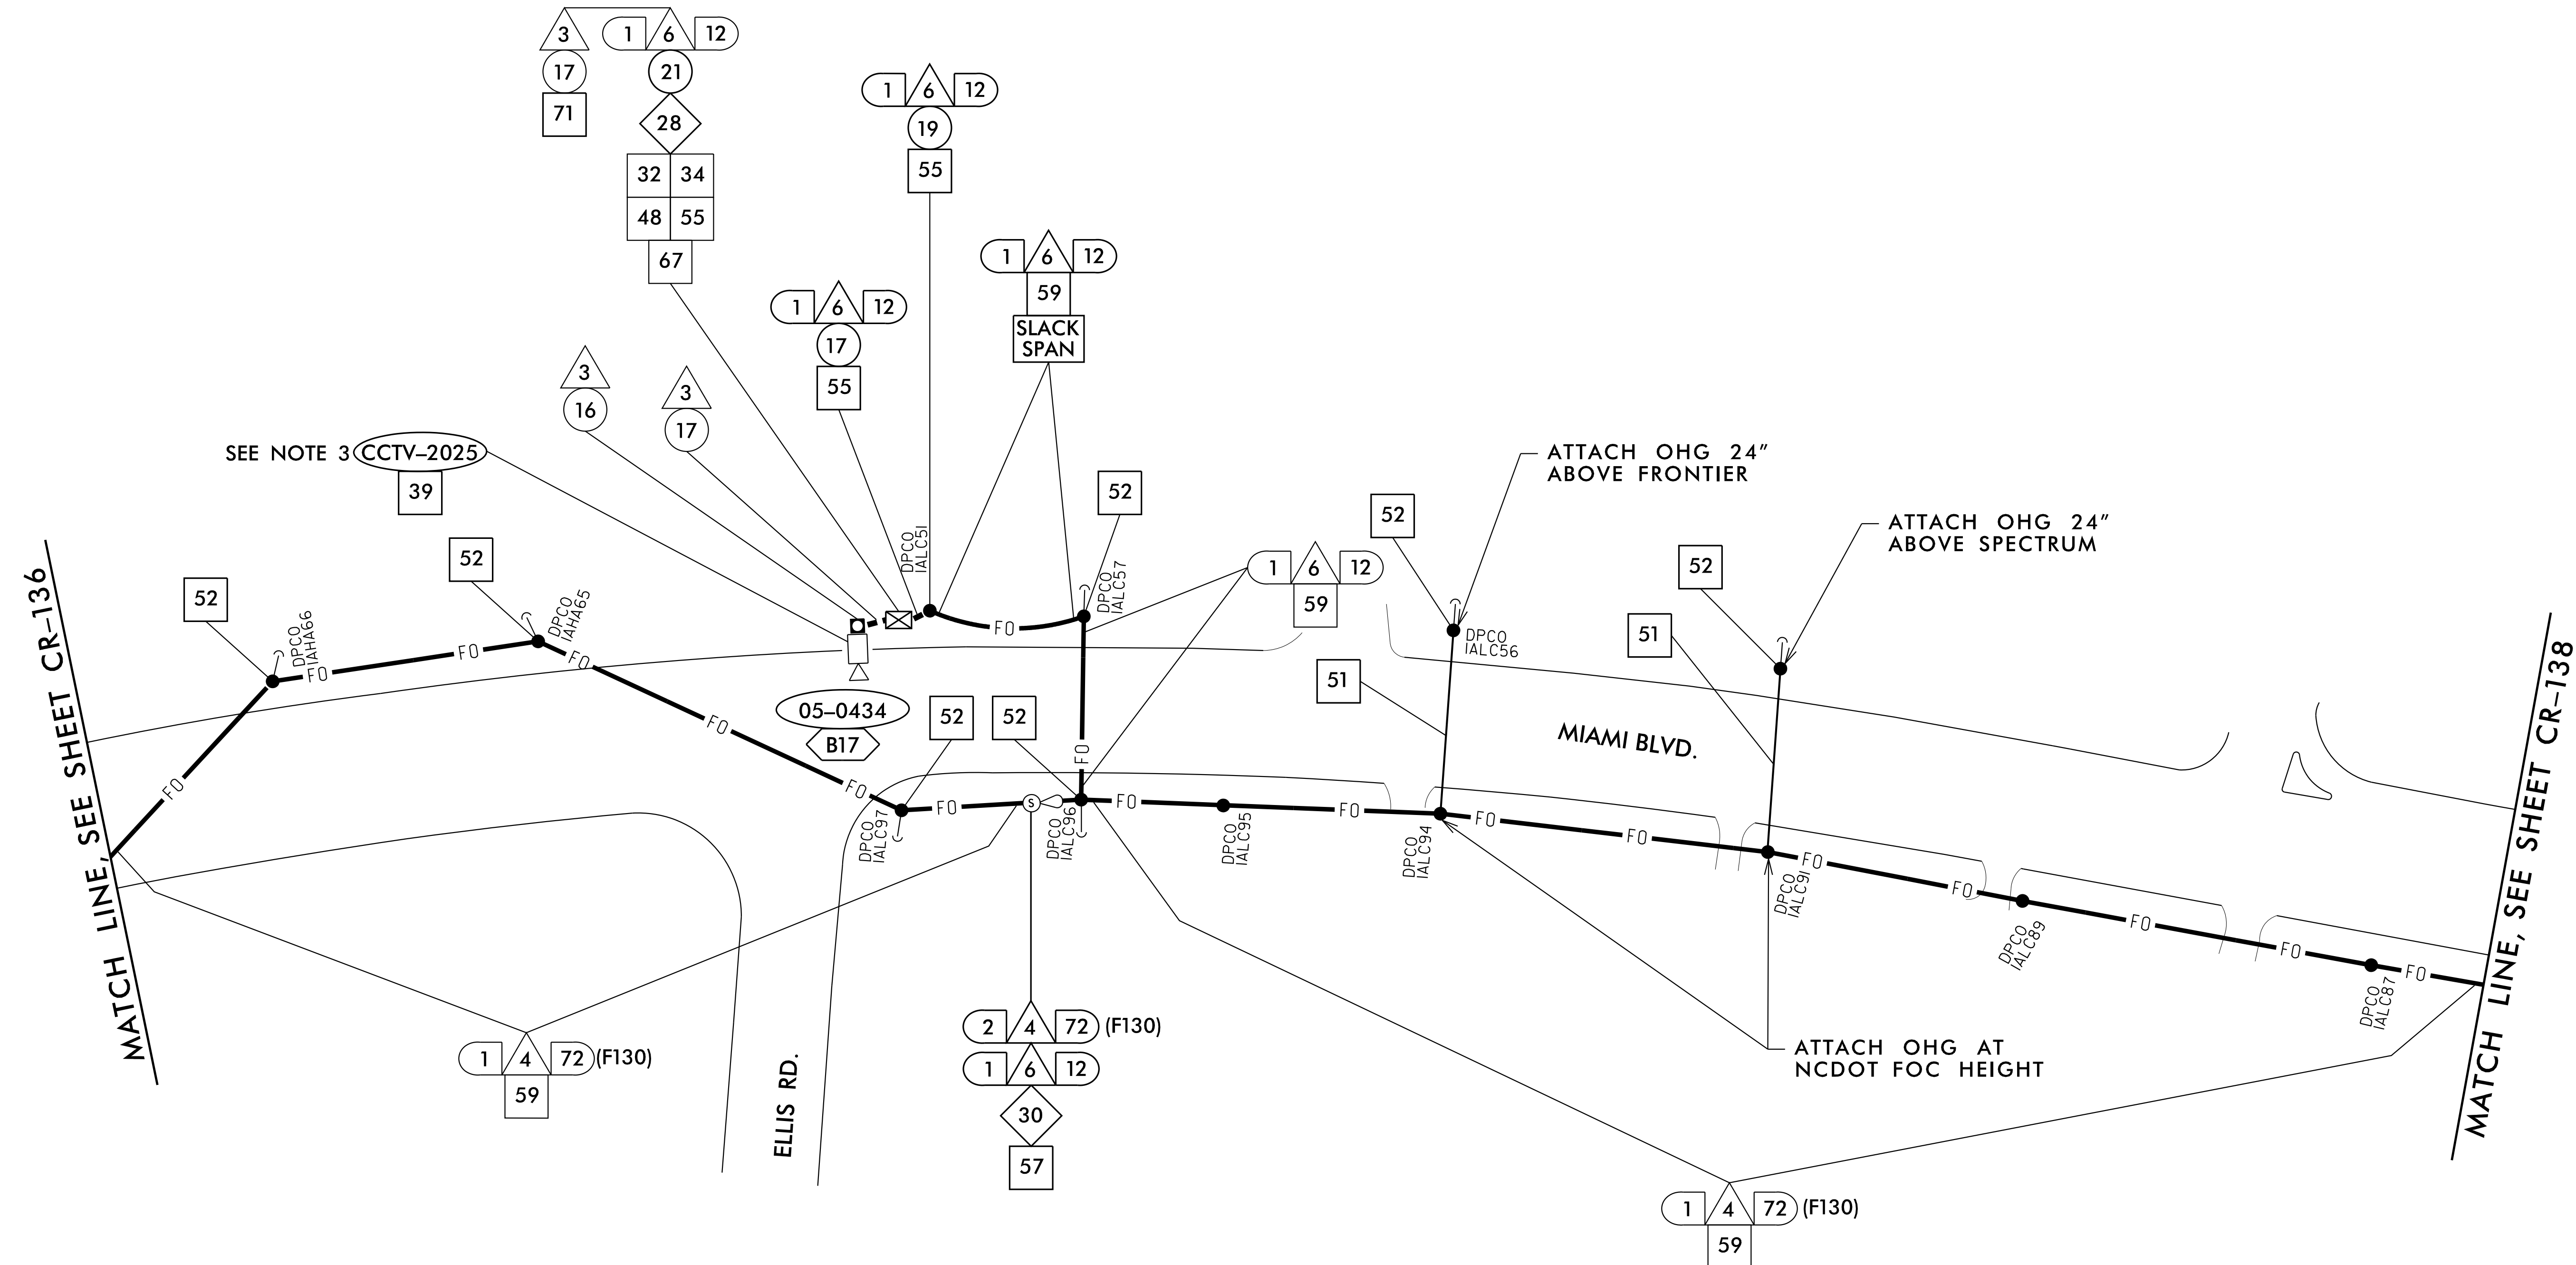 3
17
71
1 6 12
21
28
32 34
48 55
67
1 6 12
19
55
1 6 12
59
SLACK
SPAN
1 6 12
17
55
3
16
3
17
SEE NOTE 3
CCTV–2025
39
ATTACH OHG 24"
ABOVE FRONTIER
ATTACH OHG 24"
ABOVE SPECTRUM
52
52
52
52
52
1 6 12
59
51
51
52
52
DPCO
IAHA66
DPCO
IAHA65
DPCO
IALC51
DPCO
IALC57
DPCO
IALC56
05–0434
B17
MIAMI BLVD.
FO
FO
FO
FO
FO
FO
FO
FO
FO
S
FO
FO
FO
FO
FO
FO
FO
FO
FO
DPCO
IALC97
DPCO
IALC96
DPCO
IALC95
DPCO
IALC94
DPCO
IALC91
DPCO
IALC89
DPCO
IALC87
MATCH LINE, SEE SHEET CR–136
MATCH LINE, SEE SHEET CR–138
ELLIS RD.
2 4 72 (F130)
1 6 12
30
57
1 4 72 (F130)
59
ATTACH OHG AT
NCDOT FOC HEIGHT
1 4 72 (F130)
59